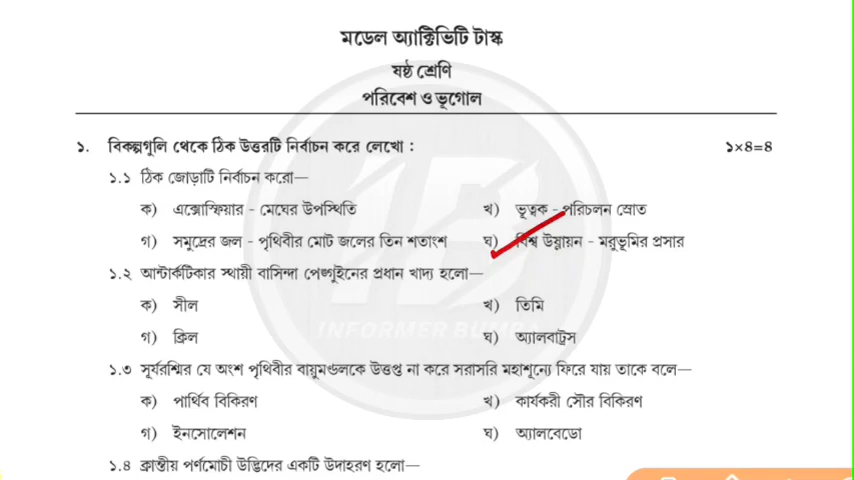 মডেল অ্যাক্টিভিটি টাস্ক
ষষ্ঠ শ্রেণি
পরিবেশ ও ভূগোল
১. বিকল্পগুলি থেকে ঠিক উত্তরটি নির্বাচন করে লেখো : ১×৪=৪
১.১ ঠিক জোড়াটি নির্বাচন করো—
ক) এক্সোস্ফিয়ার - মেঘের উপস্থিতি খ) ভূত্বক - পরিচলন স্রোত
গ) সমুদ্রের জল - পৃথিবীর মোট জলের তিন শতাংশ ঘ) বিশ্ব উষ্ণায়ন - মরুভূমির প্রসার
১.২ আন্টার্কটিকার স্থায়ী বাসিন্দা পেঙ্গুইনের প্রধান খাদ্য হলো—
ক) সীল খ) তিমি
গ) ক্রিল ঘ) অ্যালবাট্রস
INFORMER BUMBA
১.৩ সূর্যরশ্মির যে অংশ পৃথিবীর বায়ুমণ্ডলকে উত্তপ্ত না করে সরাসরি মহাশূন্যে ফিরে যায় তাকে বলে—
ক) পার্থিব বিকিরণ খ) কার্যকরী সৌর বিকিরণ
গ) ইনসোলেশন ঘ) অ্যালবেডো
১.৪ ক্রান্তীয় পর্ণমোচী উদ্ভিদের একটি উদাহরণ হলো—